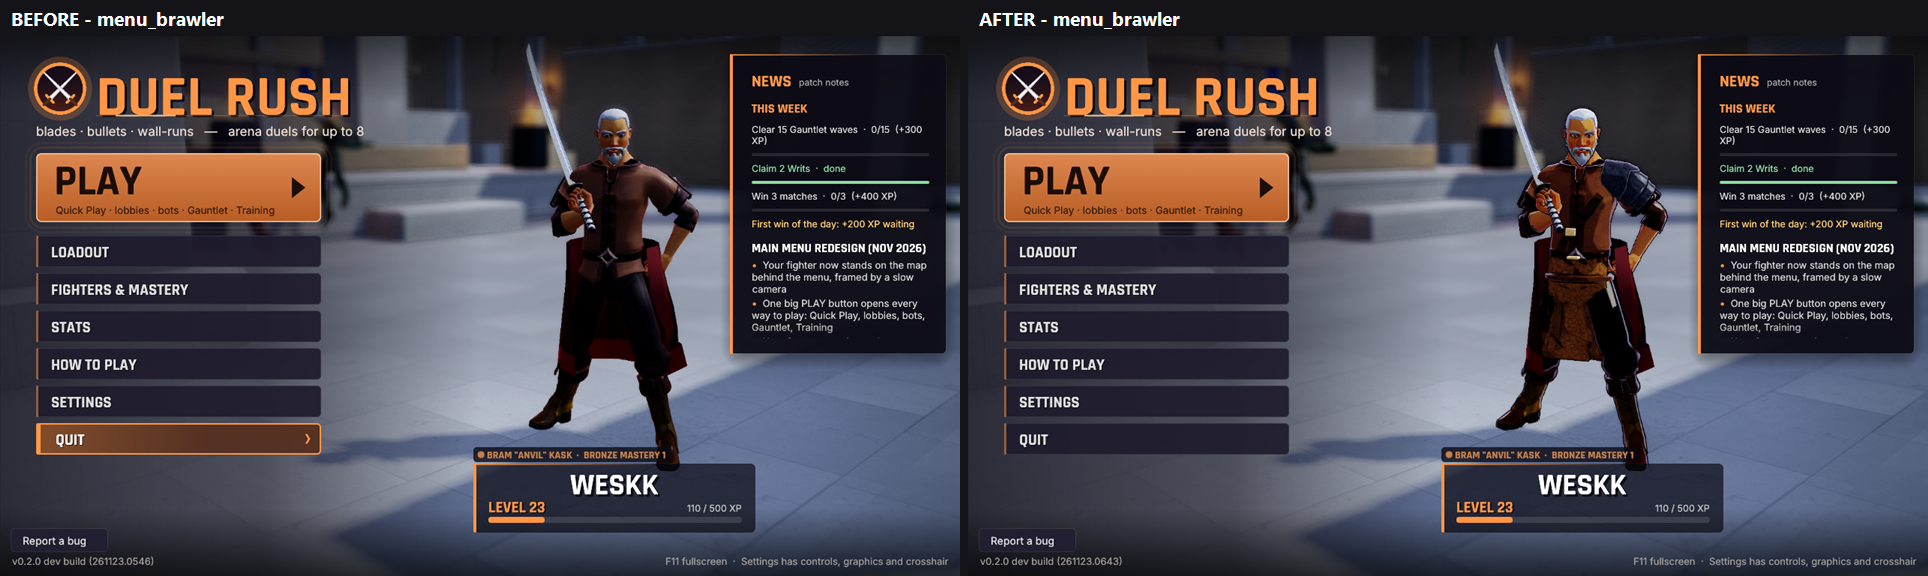 BEFORE - menu_brawler
DUEL RUSH
blades · bullets · wall-runs — arena duels for up to 8
PLAY
Quick Play · lobbies · bots · Gauntlet · Training
LOADOUT
FIGHTERS & MASTERY
STATS
HOW TO PLAY
SETTINGS
QUIT
NEWS patch notes
THIS WEEK
Clear 15 Gauntlet waves · 0/15 (+300
XP)
Claim 2 Writs · done
Win 3 matches · 0/3 (+400 XP)
First win of the day: +200 XP waiting
MAIN MENU REDESIGN (NOV 2026)
• Your fighter now stands on the map
behind the menu, framed by a slow
camera
• One big PLAY button opens every
way to play: Quick Play, lobbies, bots,
Gauntlet, Training
BRAM "ANVIL" KASK · BRONZE MASTERY 1
WESKK
LEVEL 23 110 / 500 XP
Report a bug
v0.2.0 dev build (261123.0546)
F11 fullscreen · Settings has controls, graphics and crosshair
AFTER - menu_brawler
DUEL RUSH
blades · bullets · wall-runs — arena duels for up to 8
PLAY
Quick Play · lobbies · bots · Gauntlet · Training
LOADOUT
FIGHTERS & MASTERY
STATS
HOW TO PLAY
SETTINGS
QUIT
NEWS patch notes
THIS WEEK
Clear 15 Gauntlet waves · 0/15 (+300
XP)
Claim 2 Writs · done
Win 3 matches · 0/3 (+400 XP)
First win of the day: +200 XP waiting
MAIN MENU REDESIGN (NOV 2026)
• Your fighter now stands on the map
behind the menu, framed by a slow
camera
• One big PLAY button opens every
way to play: Quick Play, lobbies, bots,
Gauntlet, Training
BRAM "ANVIL" KASK · BRONZE MASTERY 1
WESKK
LEVEL 23 110 / 500 XP
Report a bug
v0.2.0 dev build (261123.0643)
F11 fullscreen · Settings has controls, graphics and crosshair